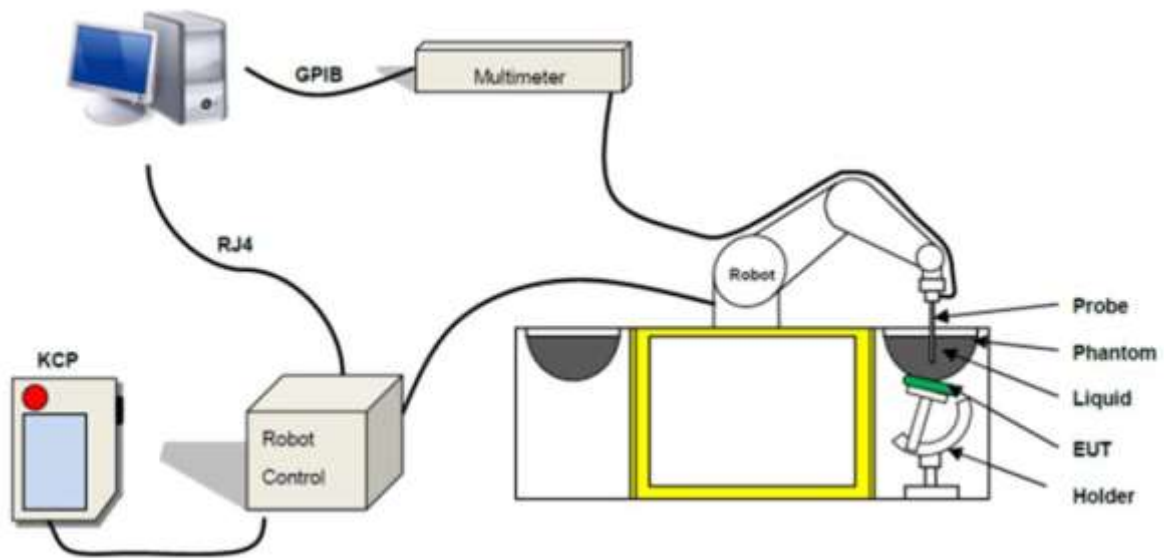 GPIB
Multimeter
RJ4
Robot
Probe
Phantom
KCP
Liquid
Robot
Control
EUT
Holder